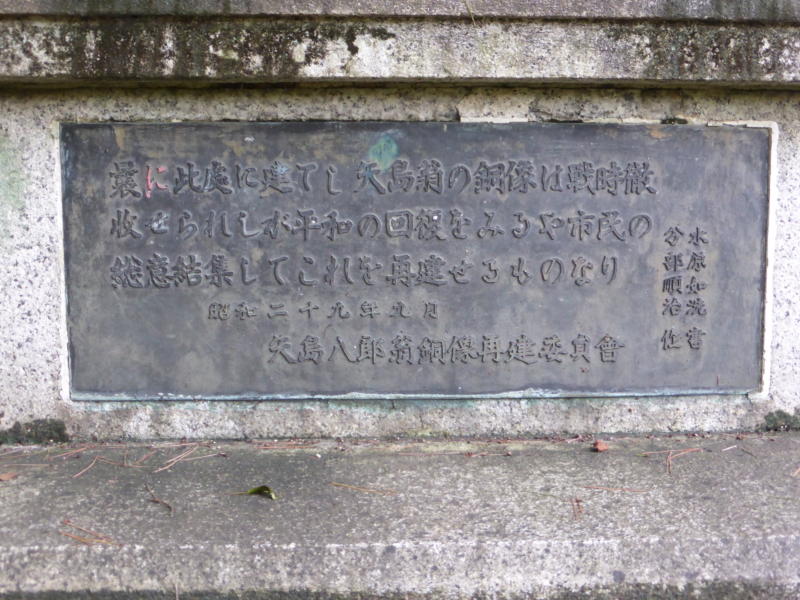 曩に此處に建てし矢島翁の銅像は戰時徹
收せられしが平和の回復をみるや市民の
総意結集してこれを再建せるものなり
昭和二十九年九月
矢島八郎翁銅像再建委員會
水原如洸書
分部順治作